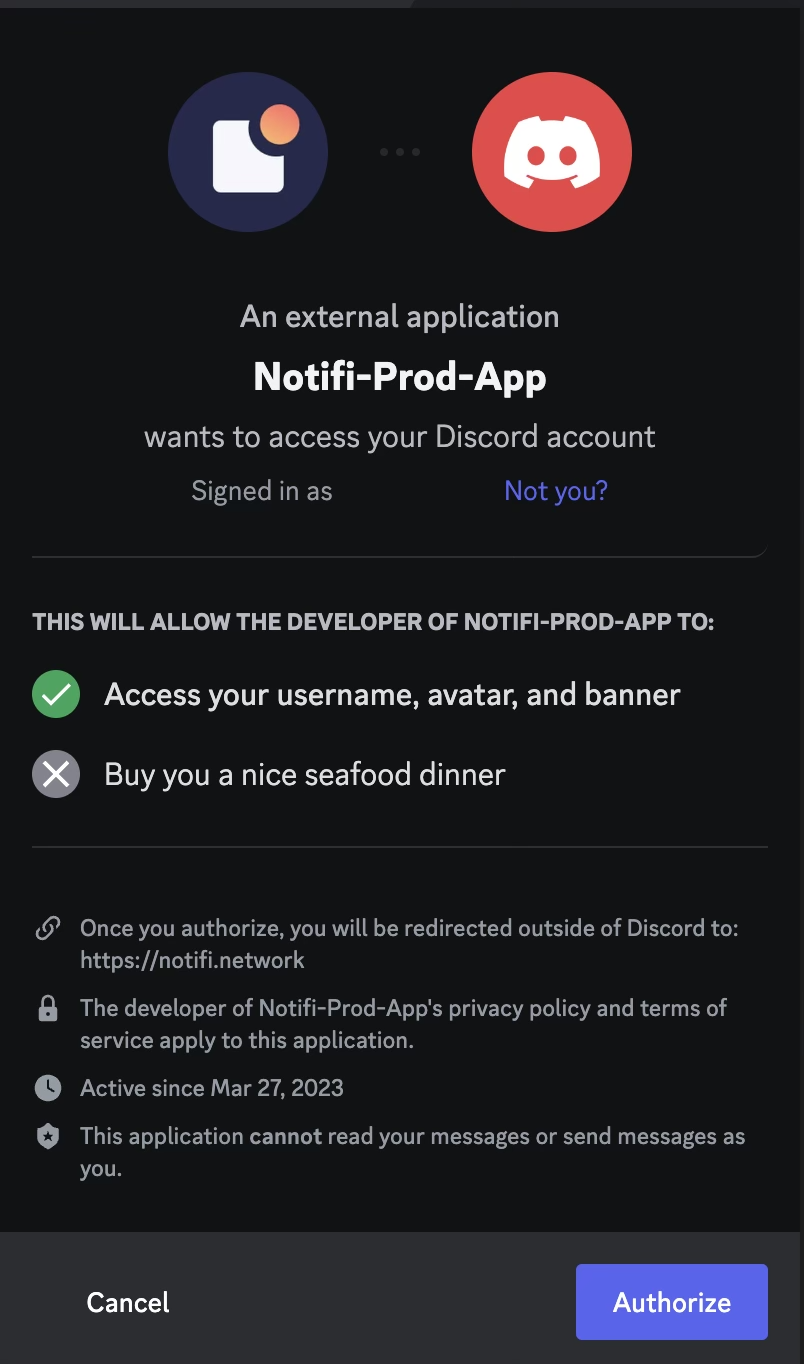 An external application
Notifi-Prod-App
wants to access your Discord account
Signed in as Not you?
THIS WILL ALLOW THE DEVELOPER OF NOTIFI-PROD-APP TO:
Access your username, avatar, and banner
Buy you a nice seafood dinner
Once you authorize, you will be redirected outside of Discord to:
https://notifi.network
The developer of Notifi-Prod-App's privacy policy and terms of
service apply to this application.
Active since Mar 27, 2023
This application cannot read your messages or send messages as
you.
Cancel Authorize